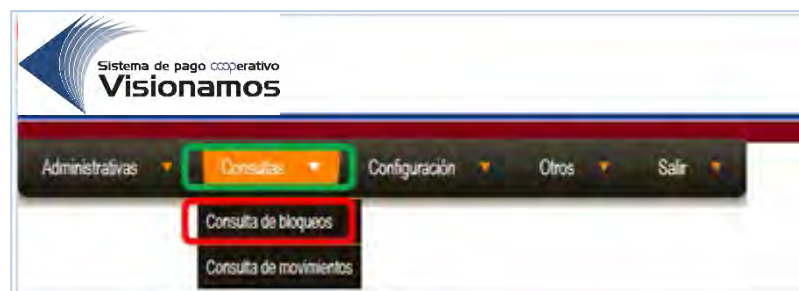 Sistema de pago cooperativo
Visionamos
Administrativas Consultas Configuración Otros Salir
Consulta de bloqueos
Consulta de movimientos